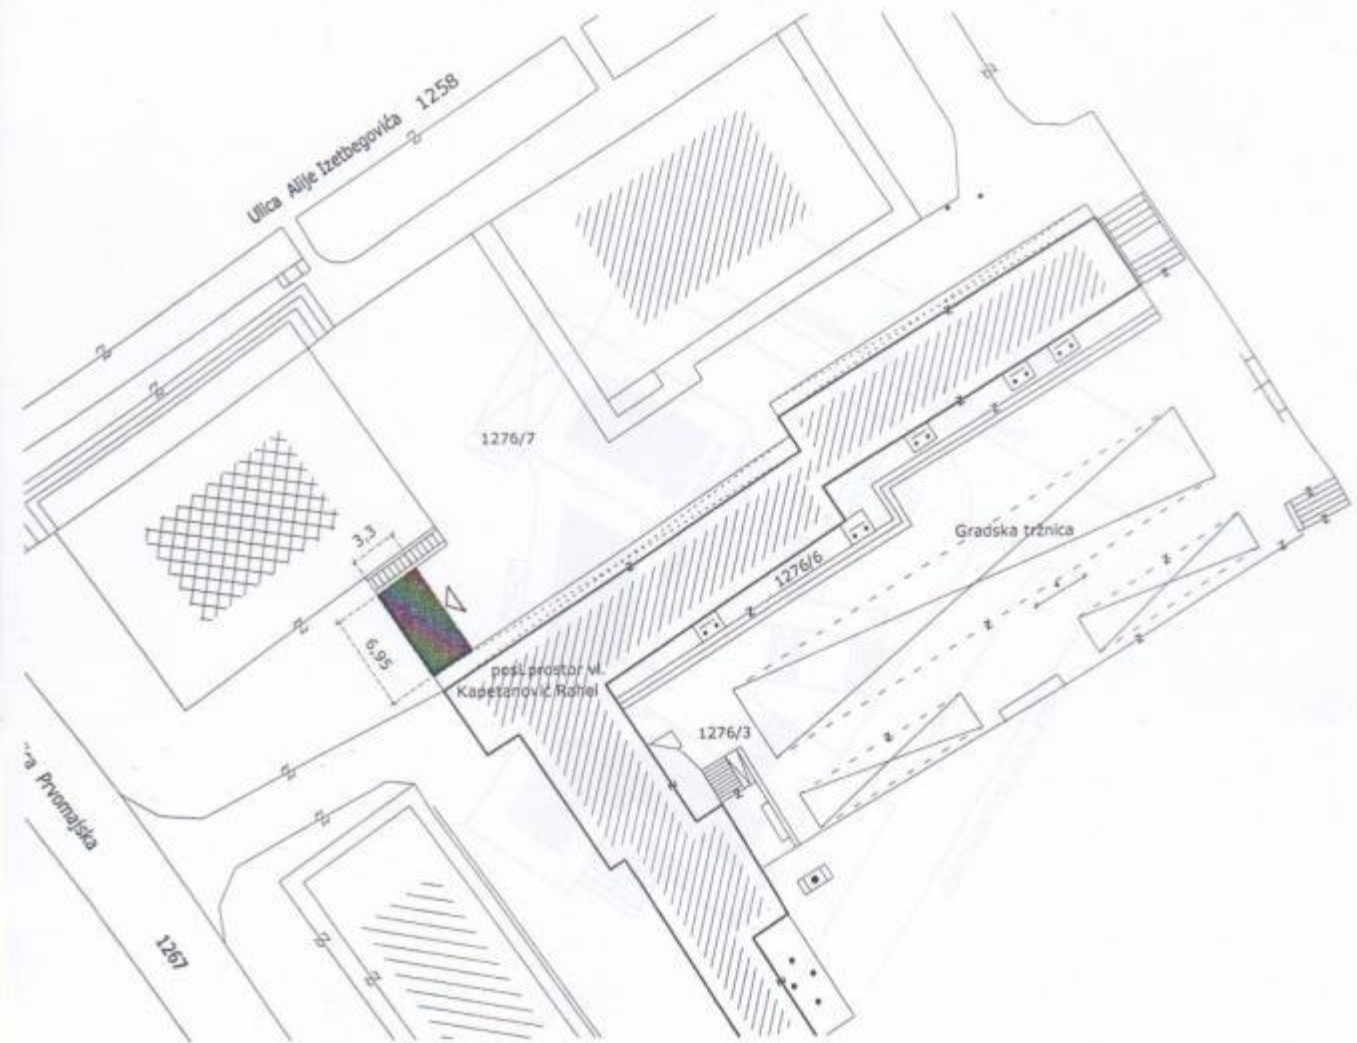 Ulica Alije Izetbegovića 1258
1276/7
3,3
Gradska tržnica
1276/6
6,95
posl.prostor vl.
Kapetanović Rahel
1276/3
Prvomajska
1267